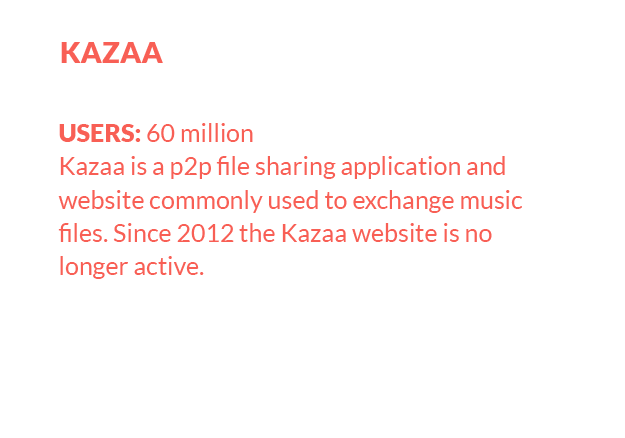 KAZAA
USERS: 60 million
Kazaa is a p2p file sharing application and
website commonly used to exchange music
files. Since 2012 the Kazaa website is no
longer active.